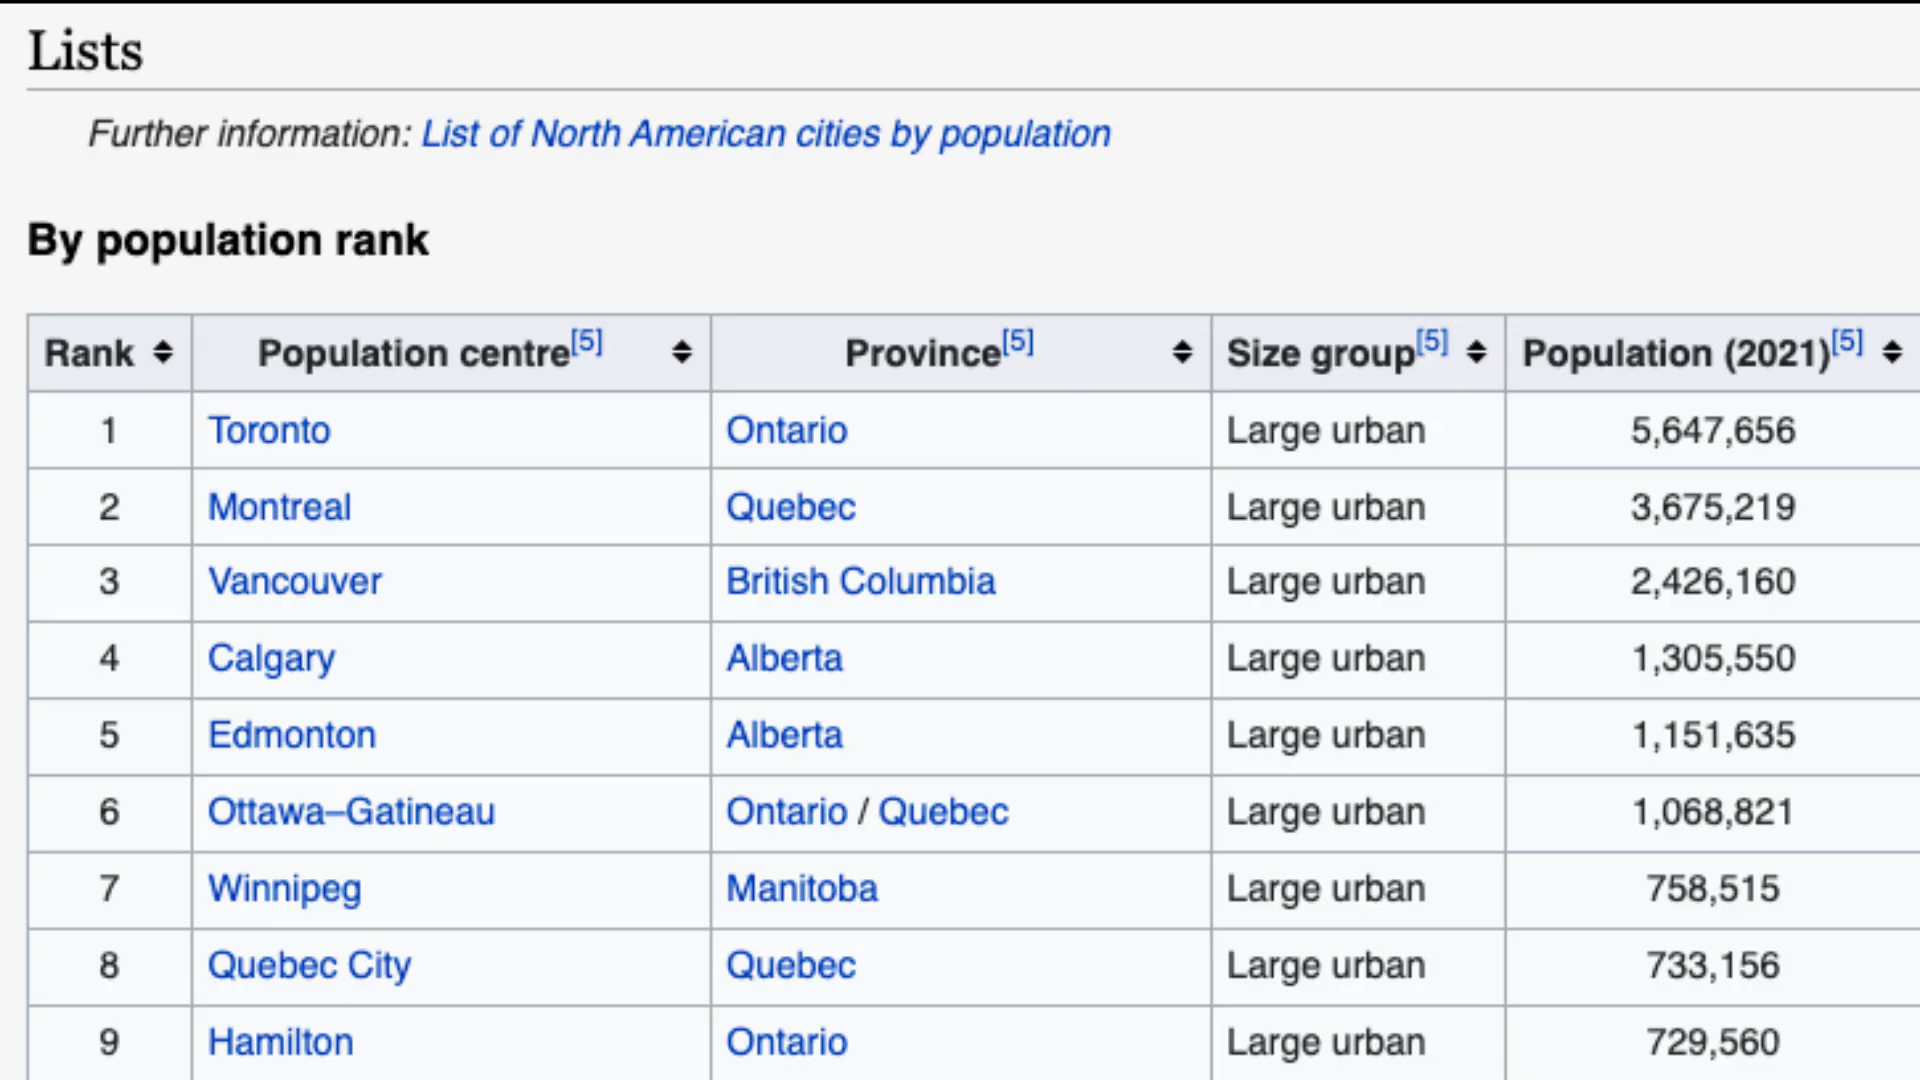 Lists
Further information: List of North American cities by population
By population rank
Rank Population centre[5] Province[5] Size group[5] Population (2021)[5]
1 Toronto Ontario Large urban 5,647,656
2 Montreal Quebec Large urban 3,675,219
3 Vancouver British Columbia Large urban 2,426,160
4 Calgary Alberta Large urban 1,305,550
5 Edmonton Alberta Large urban 1,151,635
6 Ottawa–Gatineau Ontario / Quebec Large urban 1,068,821
7 Winnipeg Manitoba Large urban 758,515
8 Quebec City Quebec Large urban 733,156
9 Hamilton Ontario Large urban 729,560